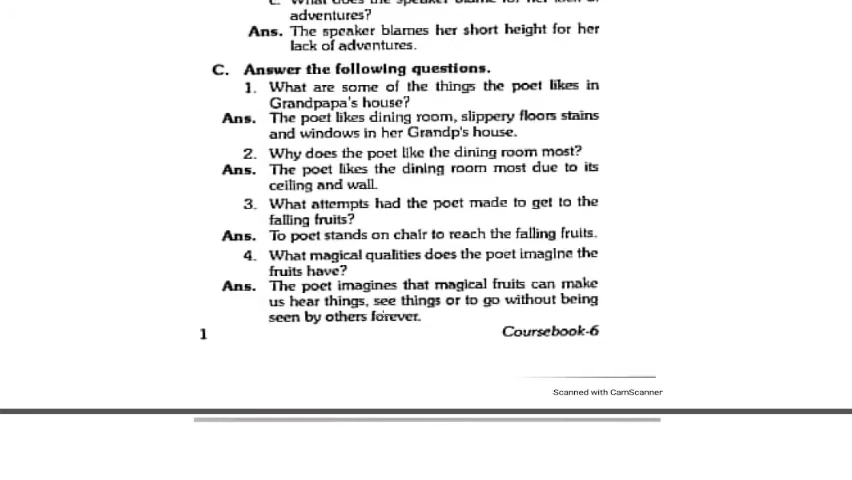 adventures?
Ans. The speaker blames her short height for her
lack of adventures.
C. Answer the following questions.
1. What are some of the things the poet likes in
Grandpapa's house?
Ans. The poet likes dining room, slippery floors stains
and windows in her Grandp's house.
2. Why does the poet like the dining room most?
Ans. The poet likes the dining room most due to its
ceiling and wall.
3. What attempts had the poet made to get to the
falling fruits?
Ans. To poet stands on chair to reach the falling fruits.
4. What magical qualities does the poet imagine the
fruits have?
Ans. The poet imagines that magical fruits can make
us hear things, see things or to go without being
seen by others forever.
1 Coursebook-6
Scanned with CamScanner